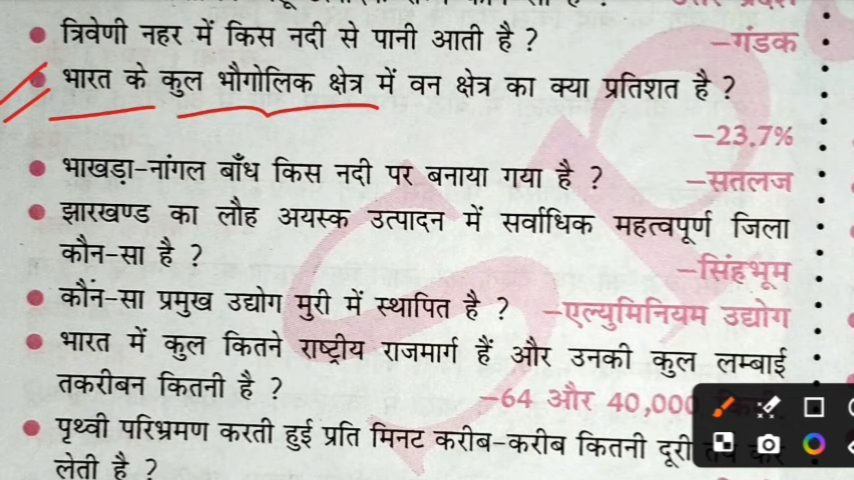 ● त्रिवेणी नहर में किस नदी से पानी आती है ? –गंडक
● भारत के कुल भौगोलिक क्षेत्र में वन क्षेत्र का क्या प्रतिशत है ?
–23.7%
● भाखड़ा–नांगल बाँध किस नदी पर बनाया गया है ? –सतलज
● झारखण्ड का लौह अयस्क उत्पादन में सर्वाधिक महत्वपूर्ण जिला
कौन–सा है ? –सिंहभूम
● कौन–सा प्रमुख उद्योग मुरी में स्थापित है ? –एल्युमिनियम उद्योग
● भारत में कुल कितने राष्ट्रीय राजमार्ग हैं और उनकी कुल लम्बाई
तकरीबन कितनी है ? –64 और 40,000
● पृथ्वी परिभ्रमण करती हुई प्रति मिनट करीब–करीब कितनी दूरी तय कर
लेती है ?